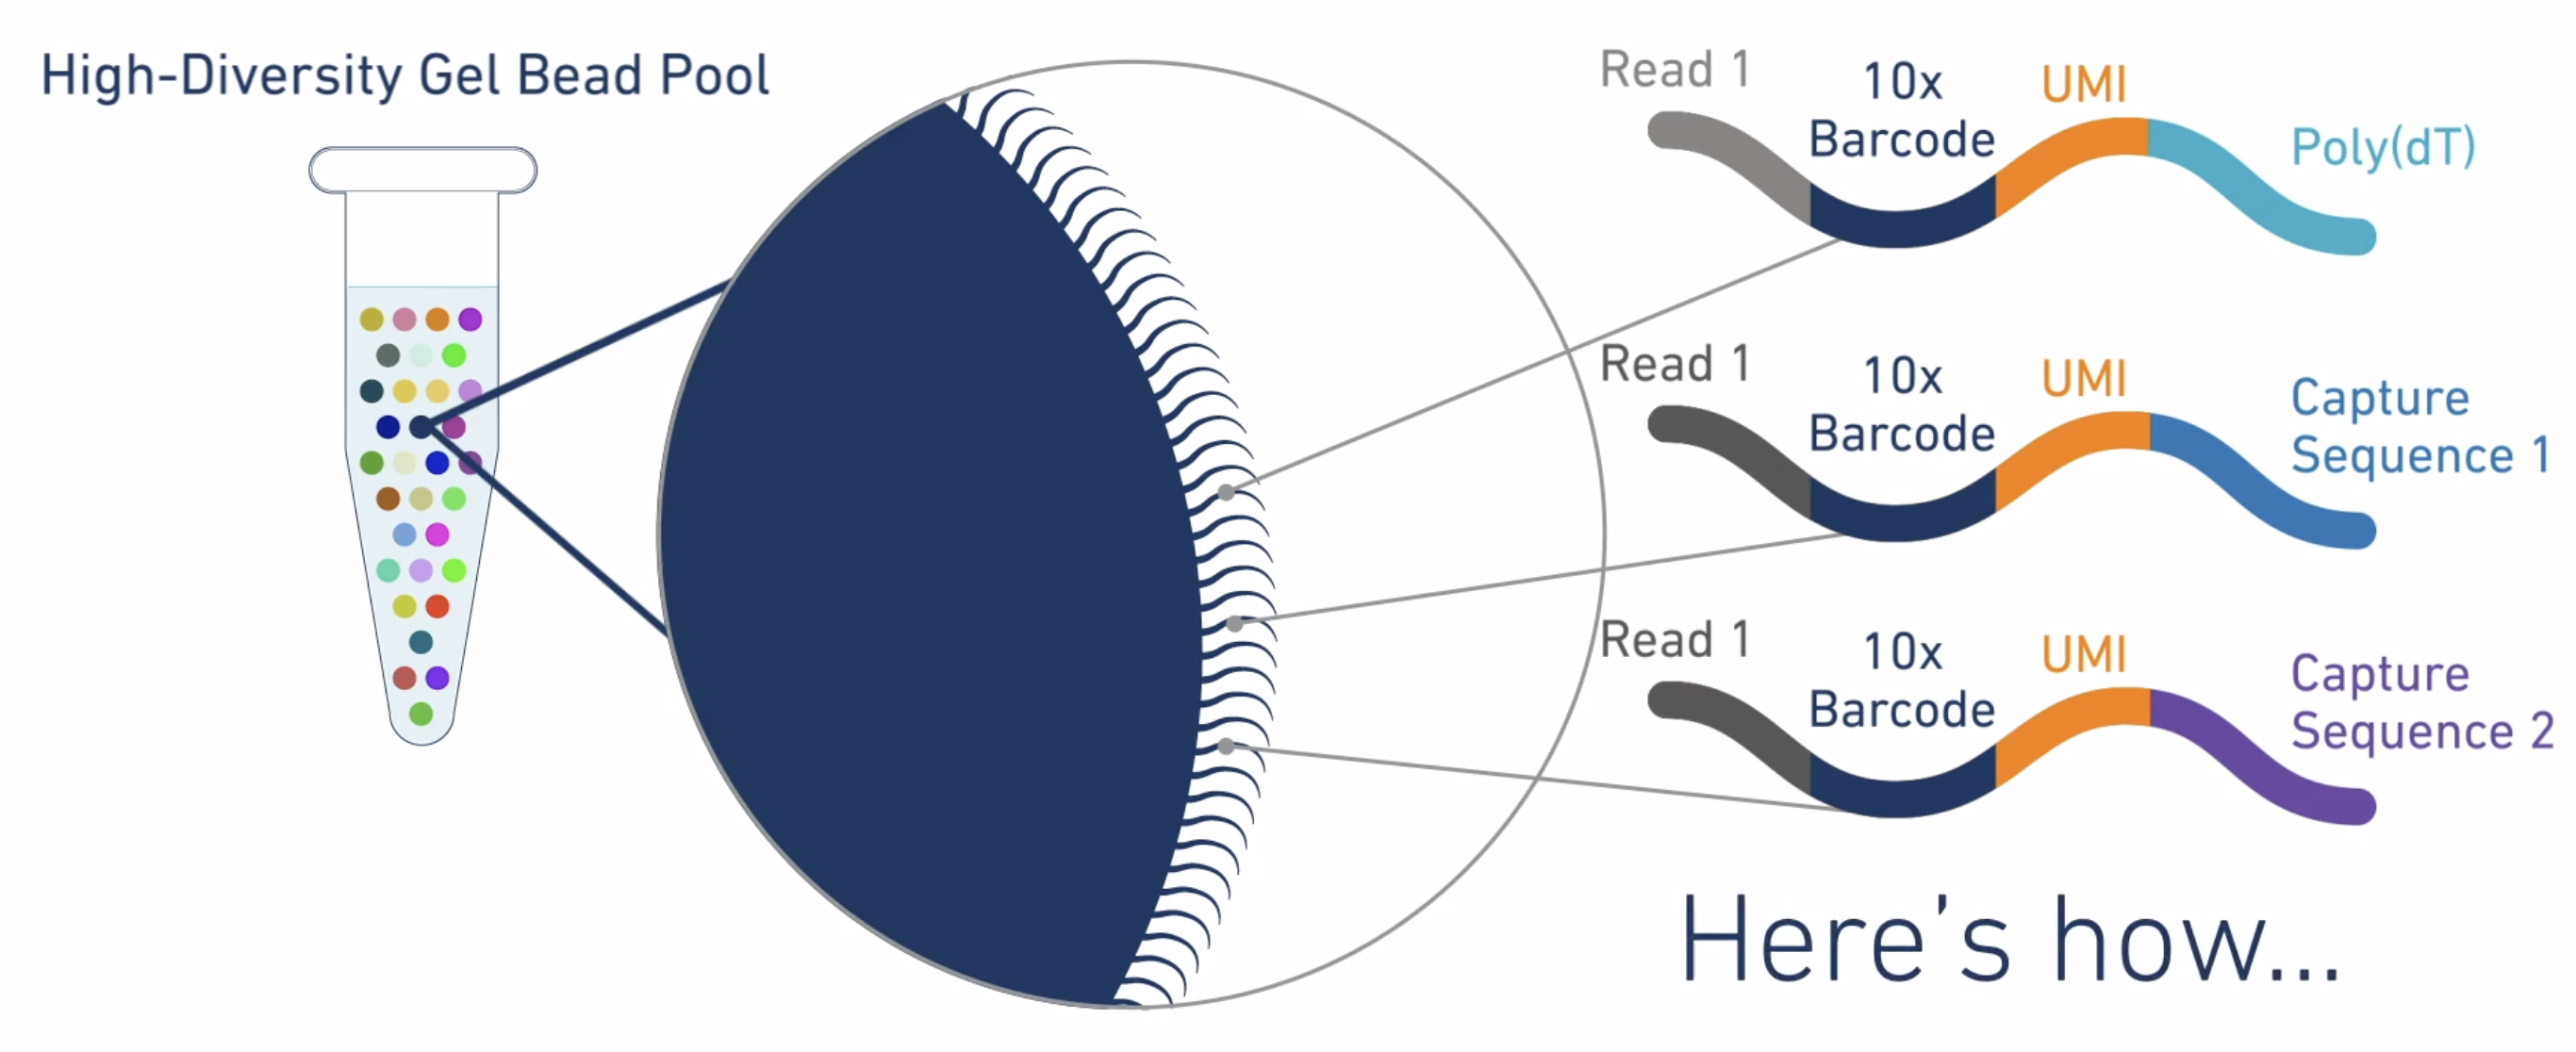 High-Diversity Gel Bead Pool
Read 1
10x
Barcode
UMI
Poly(dT)
Read 1
10x
Barcode
UMI
Capture
Sequence 1
Read 1
10x
Barcode
UMI
Capture
Sequence 2
Here's how...